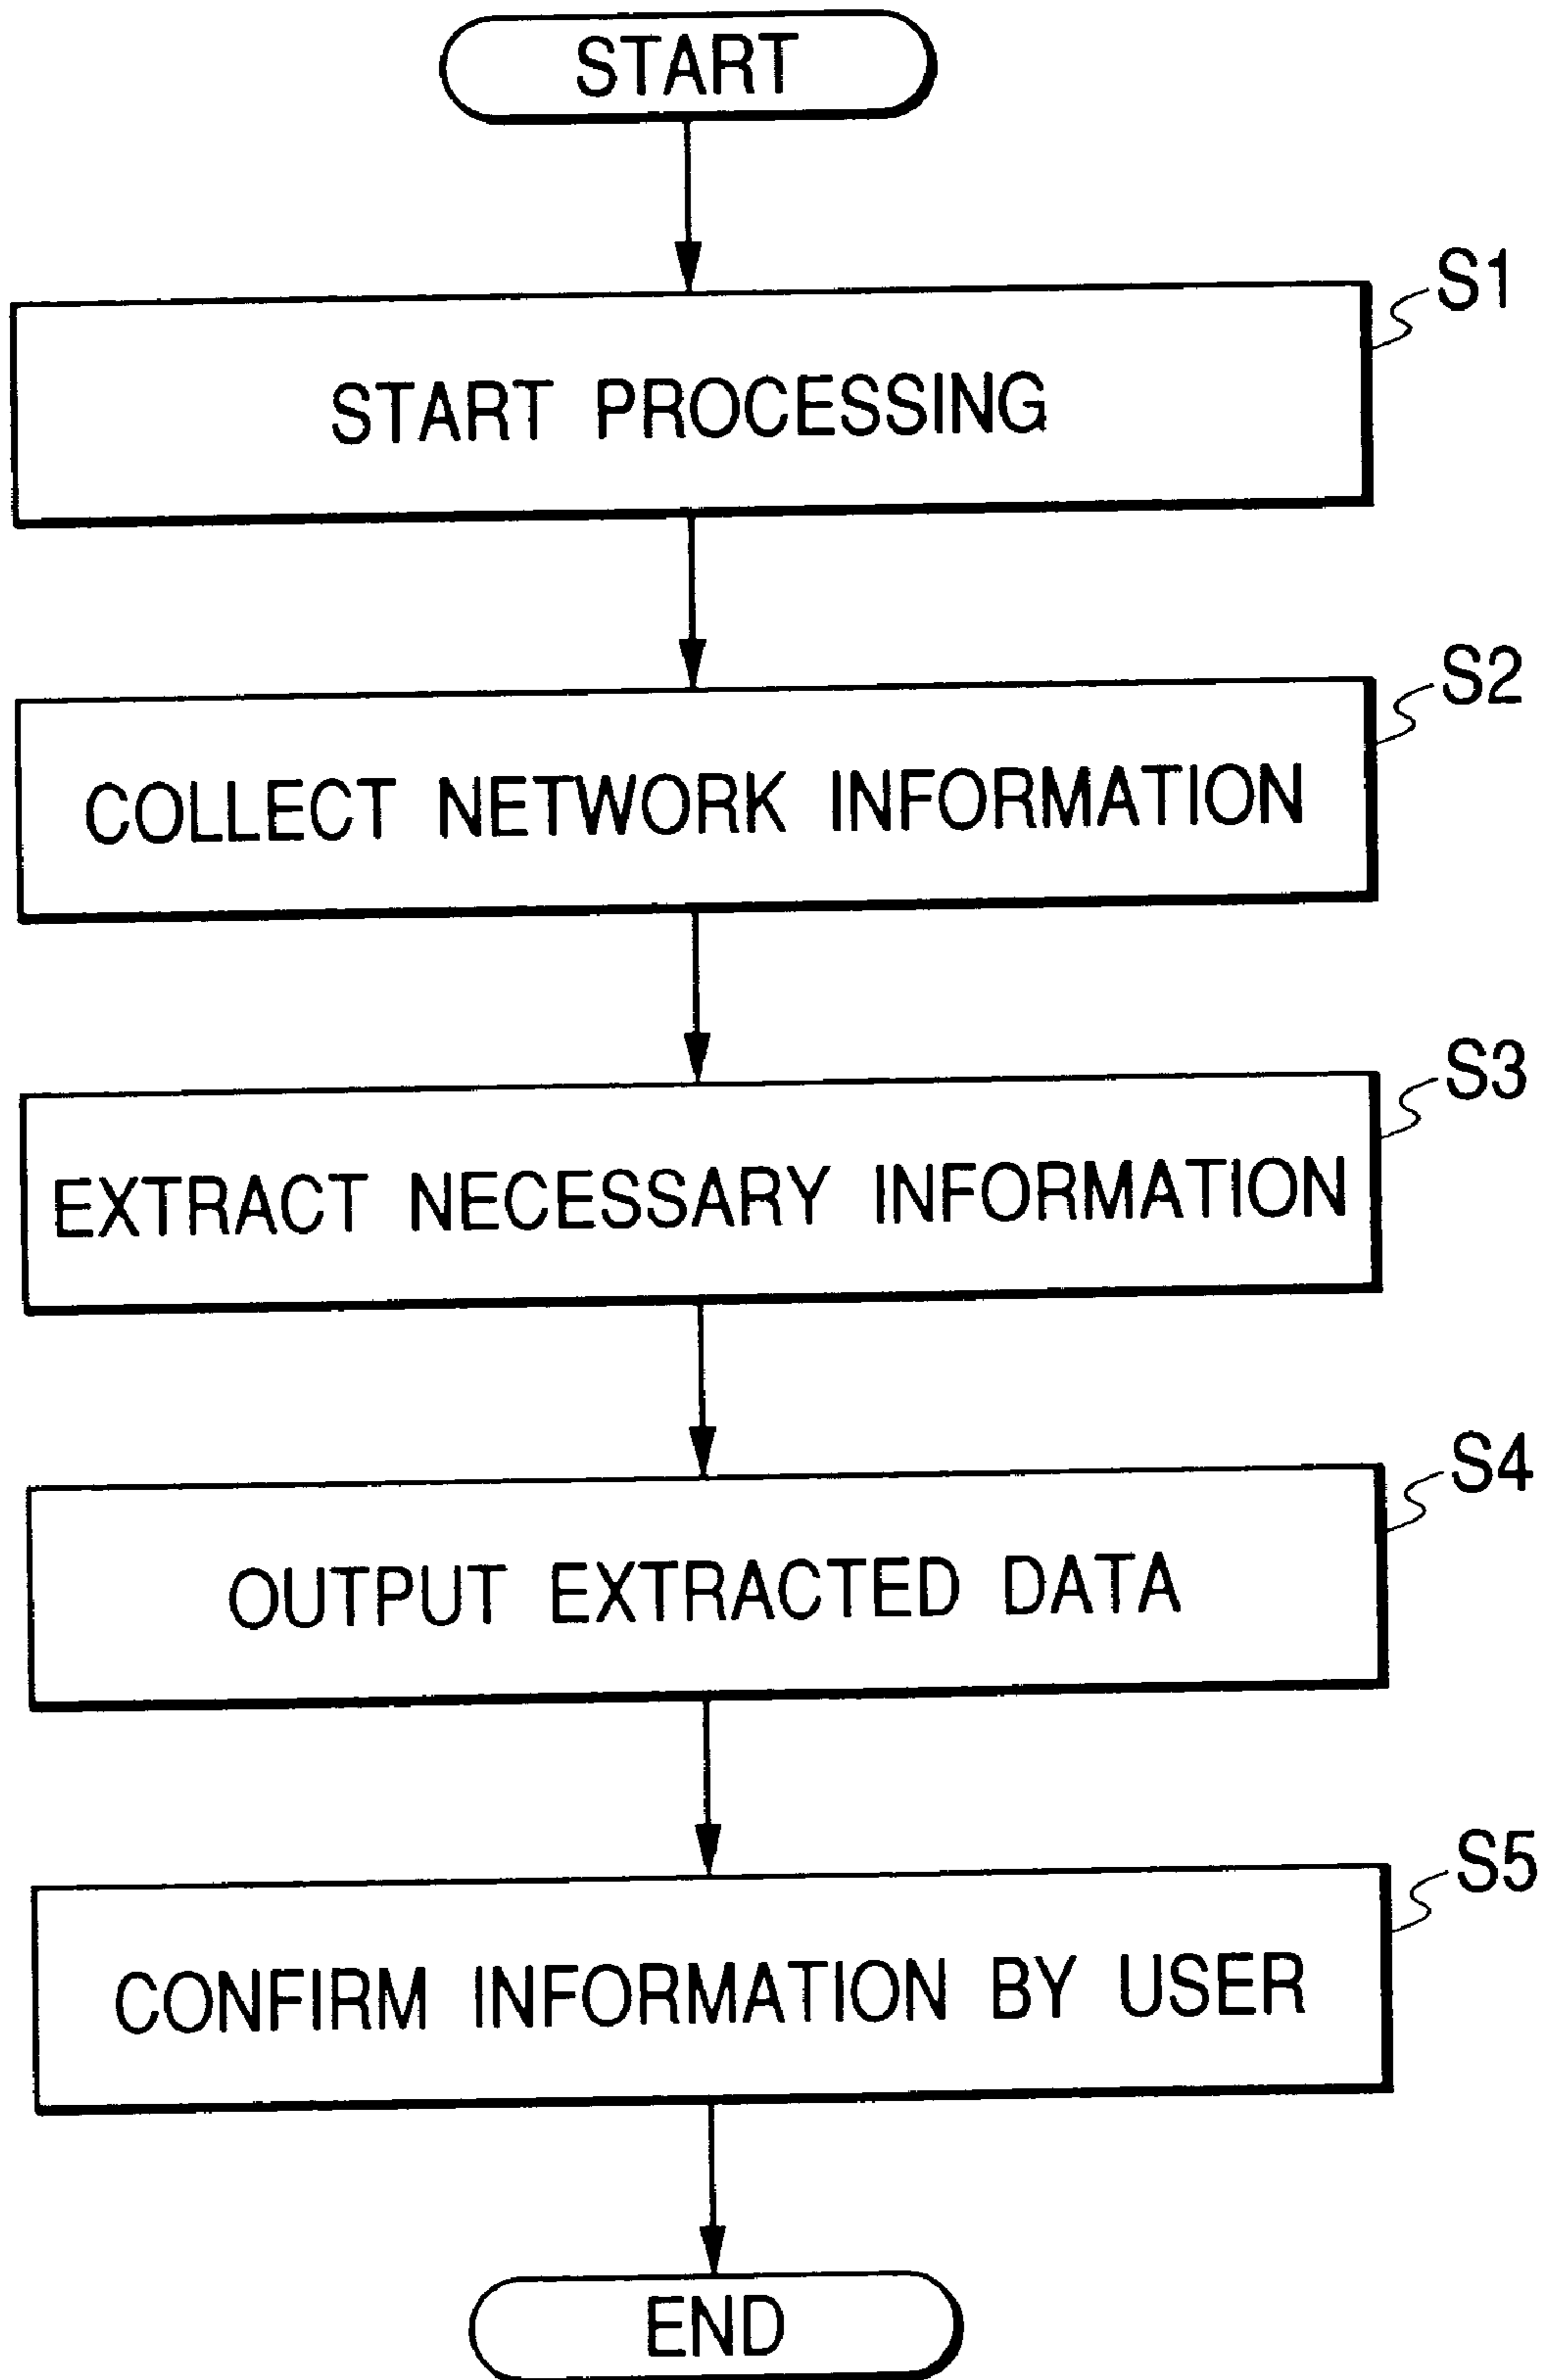 START
S1
START PROCESSING
S2
COLLECT NETWORK INFORMATION
S3
EXTRACT NECESSARY INFORMATION
S4
OUTPUT EXTRACTED DATA
S5
CONFIRM INFORMATION BY USER
END